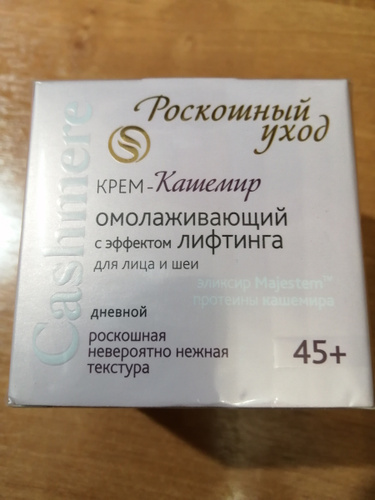 Cashmere
Роскошный
уход
КРЕМ-Кашемир
омолаживающий
с эффектом лифтинга
для лица и шеи
эликсир Majestem™
протеины кашемира
дневной
роскошная
невероятно нежная
текстура
45+